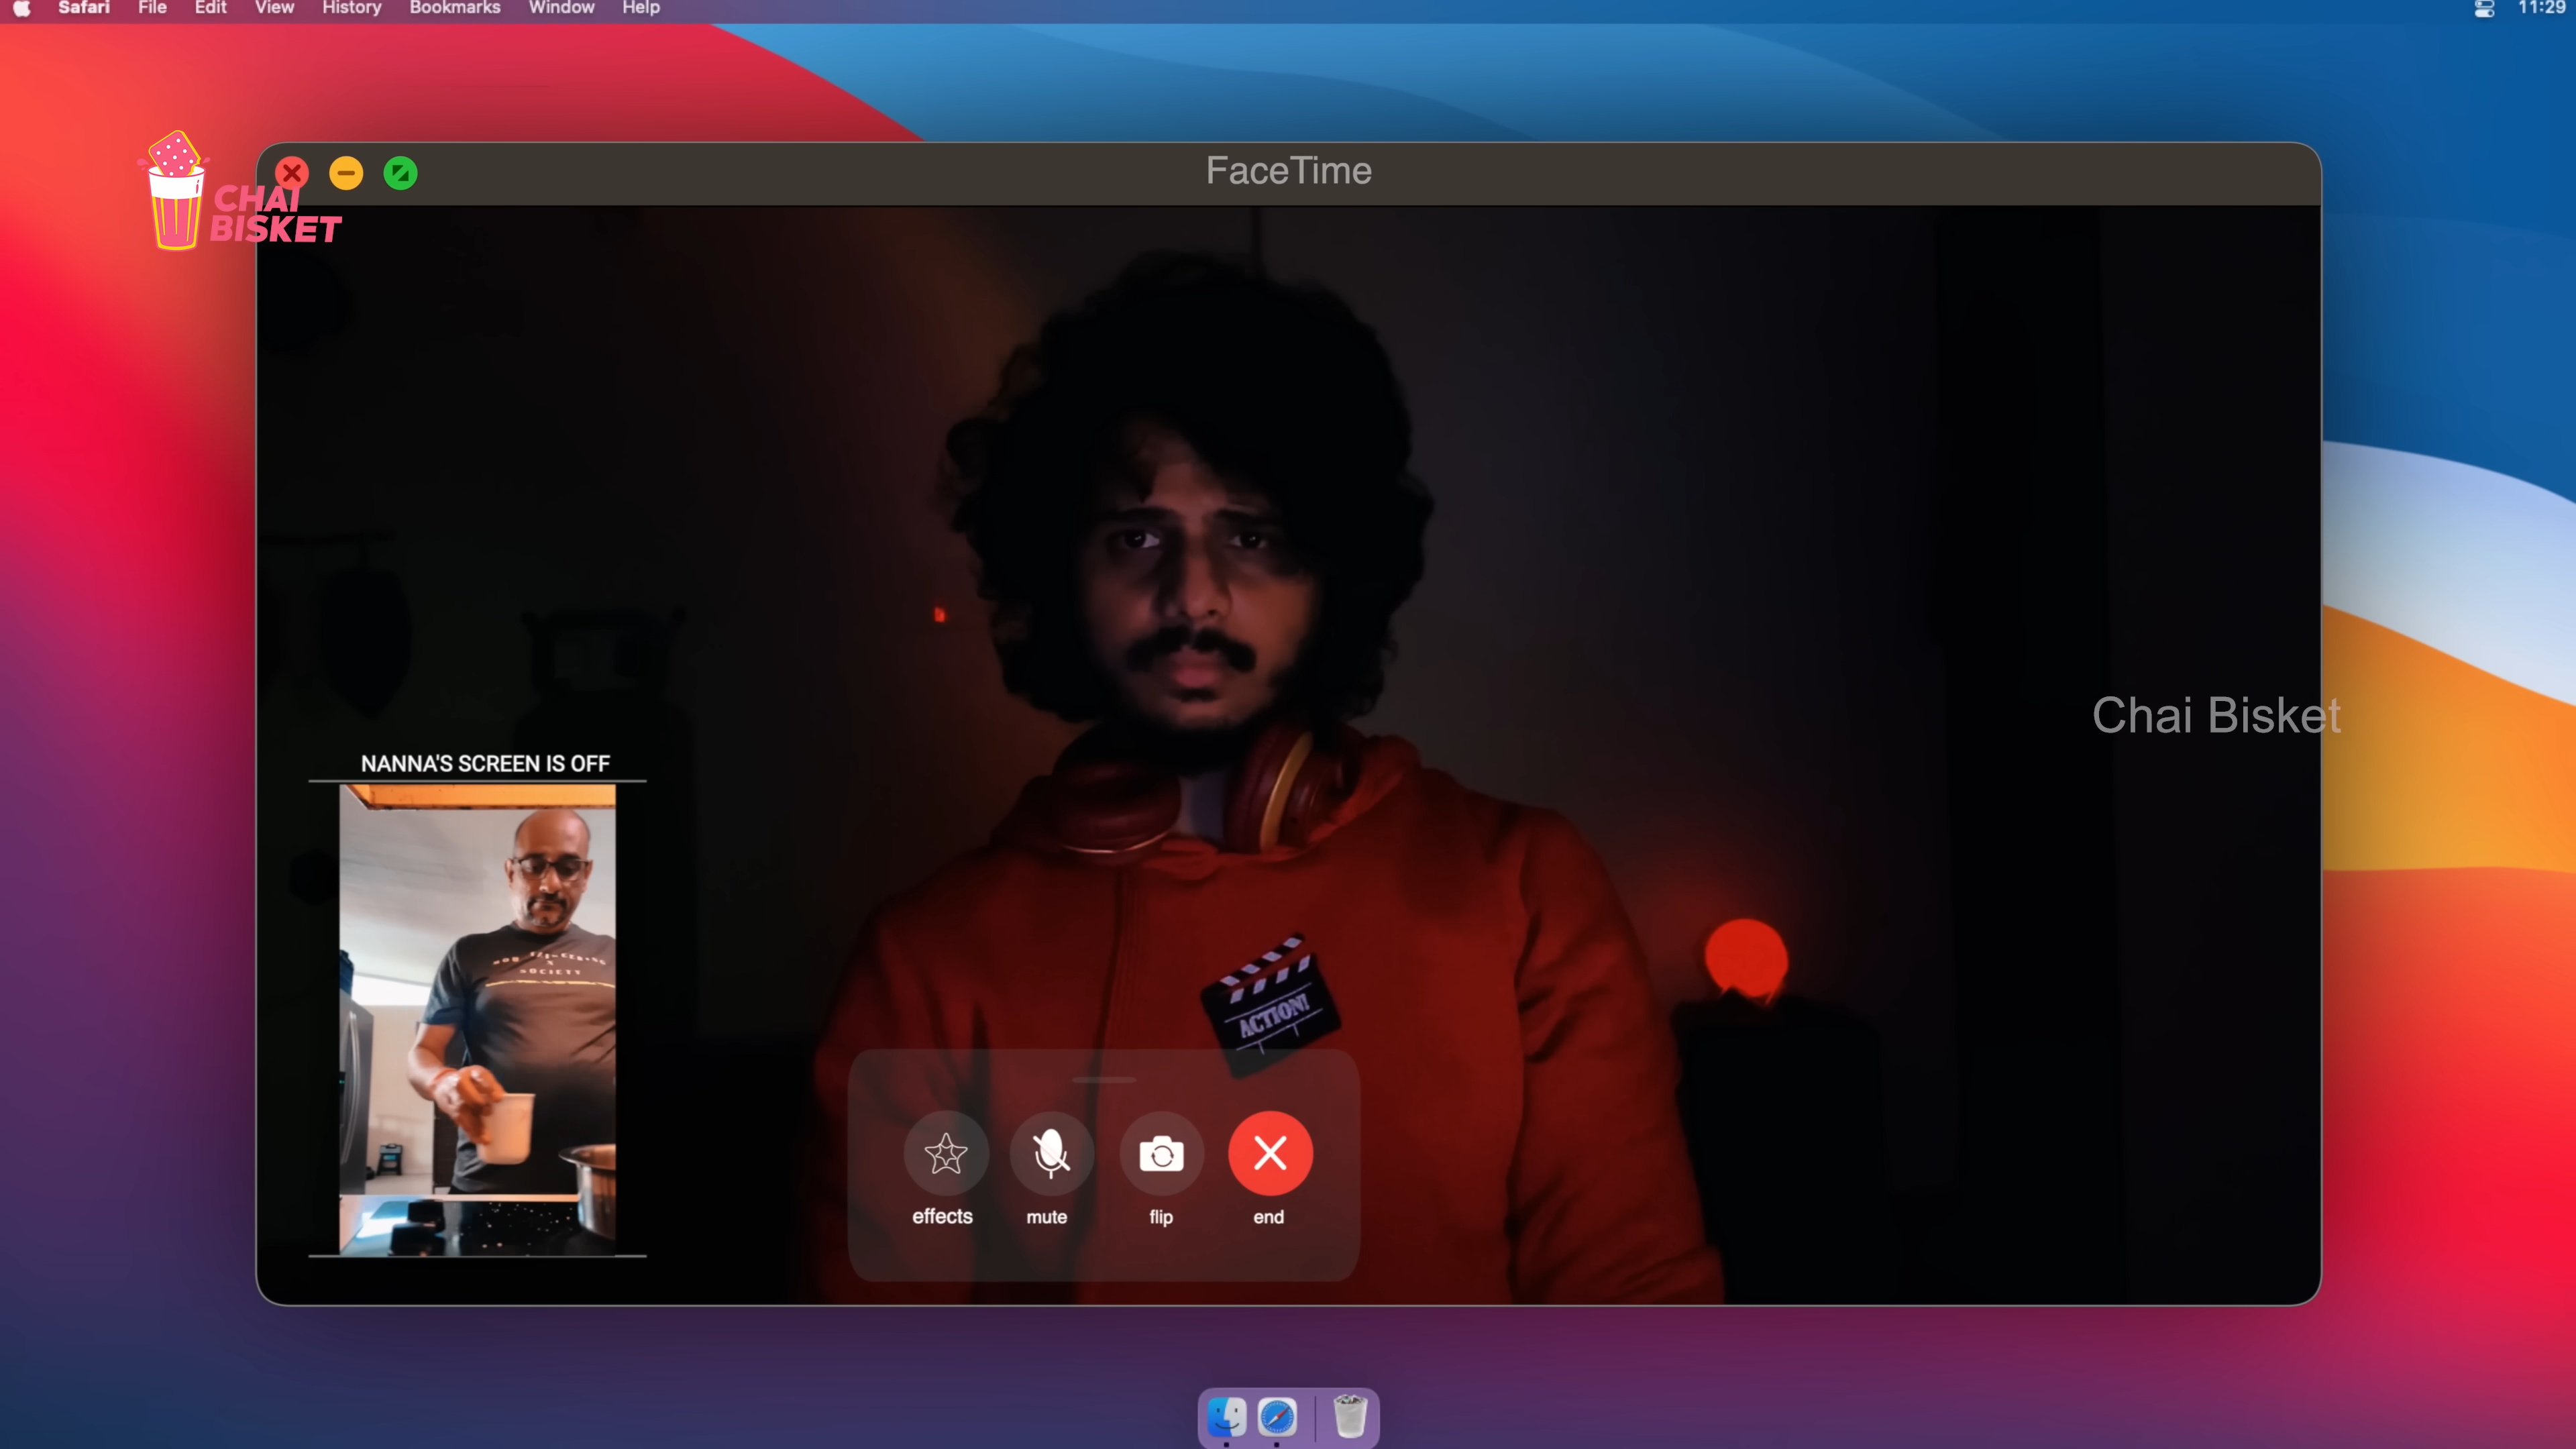 Safari File Edit View History Bookmarks Window Help 11:29
FaceTime
CHAI
BISKET
Chai Bisket
NANNA'S SCREEN IS OFF
SOCIETY
ACTION!
effects mute flip end